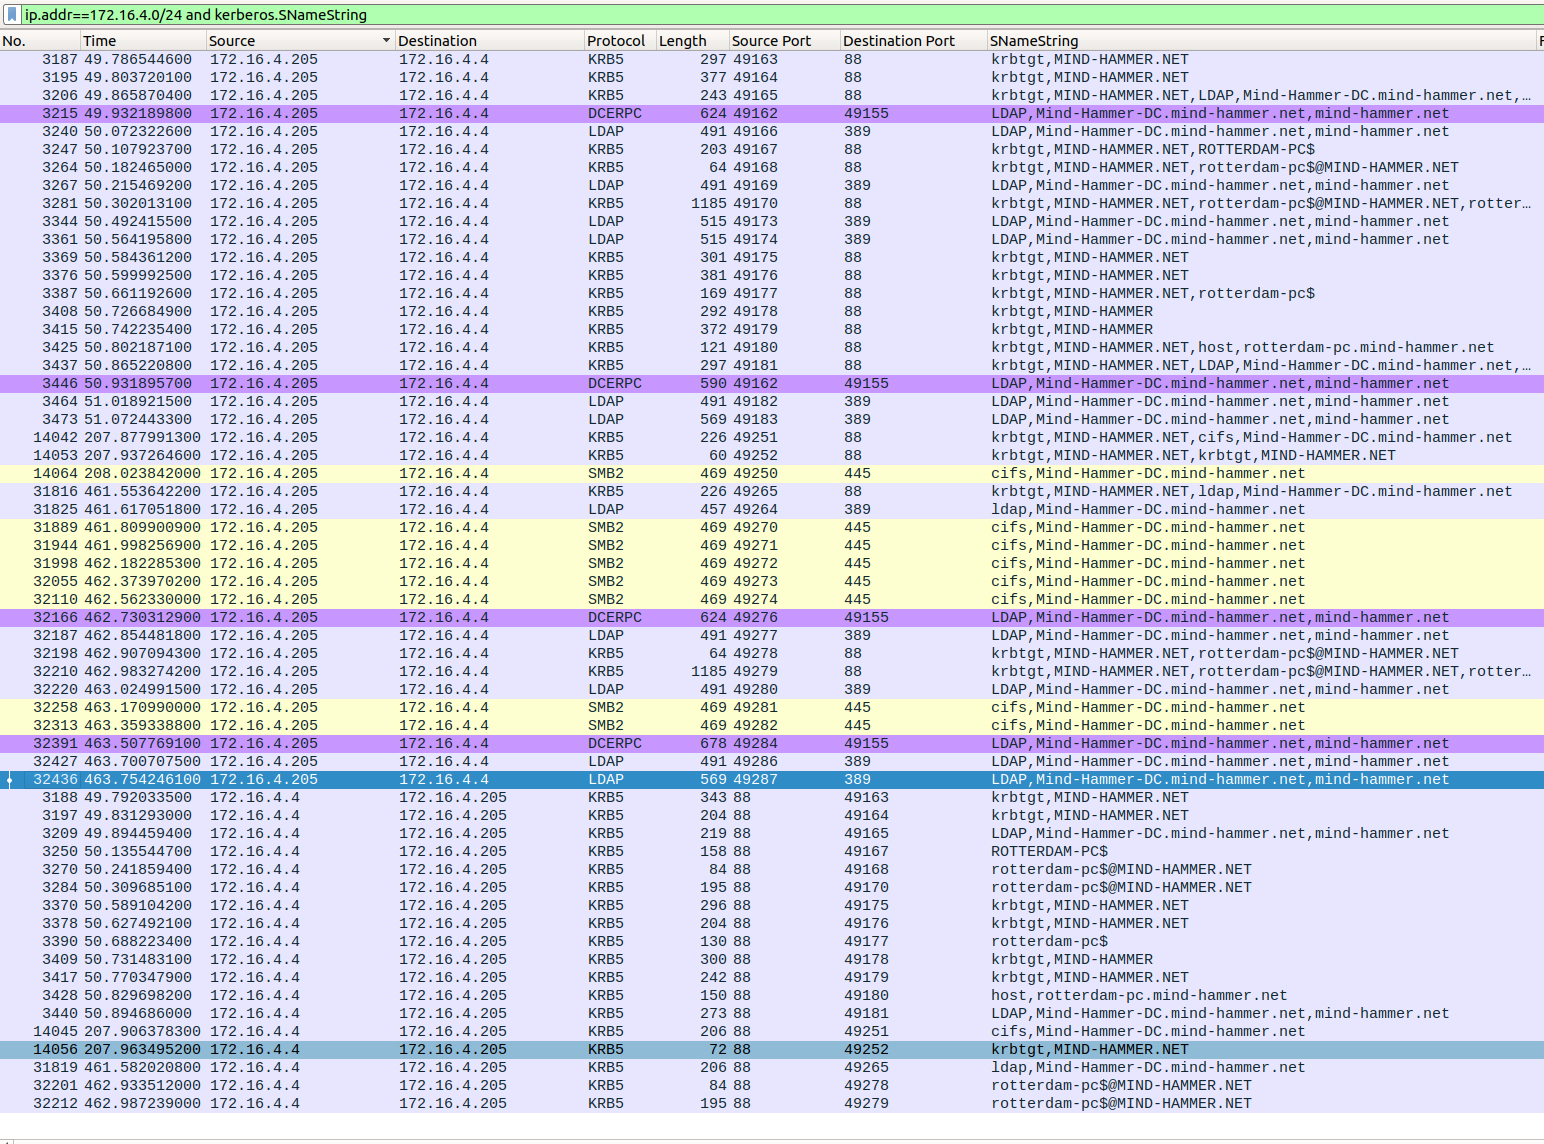 ip.addr==172.16.4.0/24 and kerberos.SNameString
No. Time Source Destination Protocol Length Source Port Destination Port SNameString
3187 49.786544600 172.16.4.205 172.16.4.4 KRB5 297 49163 88 krbtgt,MIND-HAMMER.NET
3195 49.803720100 172.16.4.205 172.16.4.4 KRB5 377 49164 88 krbtgt,MIND-HAMMER.NET
3206 49.865870400 172.16.4.205 172.16.4.4 KRB5 243 49165 88 krbtgt,MIND-HAMMER.NET,LDAP,Mind-Hammer-DC.mind-hammer.net,…
3215 49.932189800 172.16.4.205 172.16.4.4 DCERPC 624 49162 49155 LDAP,Mind-Hammer-DC.mind-hammer.net,mind-hammer.net
3240 50.072322600 172.16.4.205 172.16.4.4 LDAP 491 49166 389 LDAP,Mind-Hammer-DC.mind-hammer.net,mind-hammer.net
3247 50.107923700 172.16.4.205 172.16.4.4 KRB5 203 49167 88 krbtgt,MIND-HAMMER.NET,ROTTERDAM-PC$
3264 50.182465000 172.16.4.205 172.16.4.4 KRB5 64 49168 88 krbtgt,MIND-HAMMER.NET,rotterdam-pc$@MIND-HAMMER.NET
3267 50.215469200 172.16.4.205 172.16.4.4 LDAP 491 49169 389 LDAP,Mind-Hammer-DC.mind-hammer.net,mind-hammer.net
3281 50.302013100 172.16.4.205 172.16.4.4 KRB5 1185 49170 88 krbtgt,MIND-HAMMER.NET,rotterdam-pc$@MIND-HAMMER.NET,rotter…
3344 50.492415500 172.16.4.205 172.16.4.4 LDAP 515 49173 389 LDAP,Mind-Hammer-DC.mind-hammer.net,mind-hammer.net
3361 50.564195800 172.16.4.205 172.16.4.4 LDAP 515 49174 389 LDAP,Mind-Hammer-DC.mind-hammer.net,mind-hammer.net
3369 50.584361200 172.16.4.205 172.16.4.4 KRB5 301 49175 88 krbtgt,MIND-HAMMER.NET
3376 50.599992500 172.16.4.205 172.16.4.4 KRB5 381 49176 88 krbtgt,MIND-HAMMER.NET
3387 50.661192600 172.16.4.205 172.16.4.4 KRB5 169 49177 88 krbtgt,MIND-HAMMER.NET,rotterdam-pc$
3408 50.726684900 172.16.4.205 172.16.4.4 KRB5 292 49178 88 krbtgt,MIND-HAMMER
3415 50.742235400 172.16.4.205 172.16.4.4 KRB5 372 49179 88 krbtgt,MIND-HAMMER
3425 50.802187100 172.16.4.205 172.16.4.4 KRB5 121 49180 88 krbtgt,MIND-HAMMER.NET,host,rotterdam-pc.mind-hammer.net
3437 50.865220800 172.16.4.205 172.16.4.4 KRB5 297 49181 88 krbtgt,MIND-HAMMER.NET,LDAP,Mind-Hammer-DC.mind-hammer.net,…
3446 50.931895700 172.16.4.205 172.16.4.4 DCERPC 590 49162 49155 LDAP,Mind-Hammer-DC.mind-hammer.net,mind-hammer.net
3464 51.018921500 172.16.4.205 172.16.4.4 LDAP 491 49182 389 LDAP,Mind-Hammer-DC.mind-hammer.net,mind-hammer.net
3473 51.072443300 172.16.4.205 172.16.4.4 LDAP 569 49183 389 LDAP,Mind-Hammer-DC.mind-hammer.net,mind-hammer.net
14042 207.877991300 172.16.4.205 172.16.4.4 KRB5 226 49251 88 krbtgt,MIND-HAMMER.NET,cifs,Mind-Hammer-DC.mind-hammer.net
14053 207.937264600 172.16.4.205 172.16.4.4 KRB5 60 49252 88 krbtgt,MIND-HAMMER.NET,krbtgt,MIND-HAMMER.NET
14064 208.023842000 172.16.4.205 172.16.4.4 SMB2 469 49250 445 cifs,Mind-Hammer-DC.mind-hammer.net
31816 461.553642200 172.16.4.205 172.16.4.4 KRB5 226 49265 88 krbtgt,MIND-HAMMER.NET,ldap,Mind-Hammer-DC.mind-hammer.net
31825 461.617051800 172.16.4.205 172.16.4.4 LDAP 457 49264 389 ldap,Mind-Hammer-DC.mind-hammer.net
31889 461.809900900 172.16.4.205 172.16.4.4 SMB2 469 49270 445 cifs,Mind-Hammer-DC.mind-hammer.net
31944 461.998256900 172.16.4.205 172.16.4.4 SMB2 469 49271 445 cifs,Mind-Hammer-DC.mind-hammer.net
31998 462.182285300 172.16.4.205 172.16.4.4 SMB2 469 49272 445 cifs,Mind-Hammer-DC.mind-hammer.net
32055 462.373970200 172.16.4.205 172.16.4.4 SMB2 469 49273 445 cifs,Mind-Hammer-DC.mind-hammer.net
32110 462.562330000 172.16.4.205 172.16.4.4 SMB2 469 49274 445 cifs,Mind-Hammer-DC.mind-hammer.net
32166 462.730312900 172.16.4.205 172.16.4.4 DCERPC 624 49276 49155 LDAP,Mind-Hammer-DC.mind-hammer.net,mind-hammer.net
32187 462.854481800 172.16.4.205 172.16.4.4 LDAP 491 49277 389 LDAP,Mind-Hammer-DC.mind-hammer.net,mind-hammer.net
32198 462.907094300 172.16.4.205 172.16.4.4 KRB5 64 49278 88 krbtgt,MIND-HAMMER.NET,rotterdam-pc$@MIND-HAMMER.NET
32210 462.983274200 172.16.4.205 172.16.4.4 KRB5 1185 49279 88 krbtgt,MIND-HAMMER.NET,rotterdam-pc$@MIND-HAMMER.NET,rotter…
32220 463.024991500 172.16.4.205 172.16.4.4 LDAP 491 49280 389 LDAP,Mind-Hammer-DC.mind-hammer.net,mind-hammer.net
32258 463.170990000 172.16.4.205 172.16.4.4 SMB2 469 49281 445 cifs,Mind-Hammer-DC.mind-hammer.net
32313 463.359338800 172.16.4.205 172.16.4.4 SMB2 469 49282 445 cifs,Mind-Hammer-DC.mind-hammer.net
32391 463.507769100 172.16.4.205 172.16.4.4 DCERPC 678 49284 49155 LDAP,Mind-Hammer-DC.mind-hammer.net,mind-hammer.net
32427 463.700707500 172.16.4.205 172.16.4.4 LDAP 491 49286 389 LDAP,Mind-Hammer-DC.mind-hammer.net,mind-hammer.net
32436 463.754246100 172.16.4.205 172.16.4.4 LDAP 569 49287 389 LDAP,Mind-Hammer-DC.mind-hammer.net,mind-hammer.net
3188 49.792033500 172.16.4.4 172.16.4.205 KRB5 343 88 49163 krbtgt,MIND-HAMMER.NET
3197 49.831293000 172.16.4.4 172.16.4.205 KRB5 204 88 49164 krbtgt,MIND-HAMMER.NET
3209 49.894459400 172.16.4.4 172.16.4.205 KRB5 219 88 49165 LDAP,Mind-Hammer-DC.mind-hammer.net,mind-hammer.net
3250 50.135544700 172.16.4.4 172.16.4.205 KRB5 158 88 49167 ROTTERDAM-PC$
3270 50.241859400 172.16.4.4 172.16.4.205 KRB5 84 88 49168 rotterdam-pc$@MIND-HAMMER.NET
3284 50.309685100 172.16.4.4 172.16.4.205 KRB5 195 88 49170 rotterdam-pc$@MIND-HAMMER.NET
3370 50.589104200 172.16.4.4 172.16.4.205 KRB5 296 88 49175 krbtgt,MIND-HAMMER.NET
3378 50.627492100 172.16.4.4 172.16.4.205 KRB5 204 88 49176 krbtgt,MIND-HAMMER.NET
3390 50.688223400 172.16.4.4 172.16.4.205 KRB5 130 88 49177 rotterdam-pc$
3409 50.731483100 172.16.4.4 172.16.4.205 KRB5 300 88 49178 krbtgt,MIND-HAMMER
3417 50.770347900 172.16.4.4 172.16.4.205 KRB5 242 88 49179 krbtgt,MIND-HAMMER.NET
3428 50.829698200 172.16.4.4 172.16.4.205 KRB5 150 88 49180 host,rotterdam-pc.mind-hammer.net
3440 50.894686000 172.16.4.4 172.16.4.205 KRB5 273 88 49181 LDAP,Mind-Hammer-DC.mind-hammer.net,mind-hammer.net
14045 207.906378300 172.16.4.4 172.16.4.205 KRB5 206 88 49251 cifs,Mind-Hammer-DC.mind-hammer.net
14056 207.963495200 172.16.4.4 172.16.4.205 KRB5 72 88 49252 krbtgt,MIND-HAMMER.NET
31819 461.582020800 172.16.4.4 172.16.4.205 KRB5 206 88 49265 ldap,Mind-Hammer-DC.mind-hammer.net
32201 462.933512000 172.16.4.4 172.16.4.205 KRB5 84 88 49278 rotterdam-pc$@MIND-HAMMER.NET
32212 462.987239000 172.16.4.4 172.16.4.205 KRB5 195 88 49279 rotterdam-pc$@MIND-HAMMER.NET